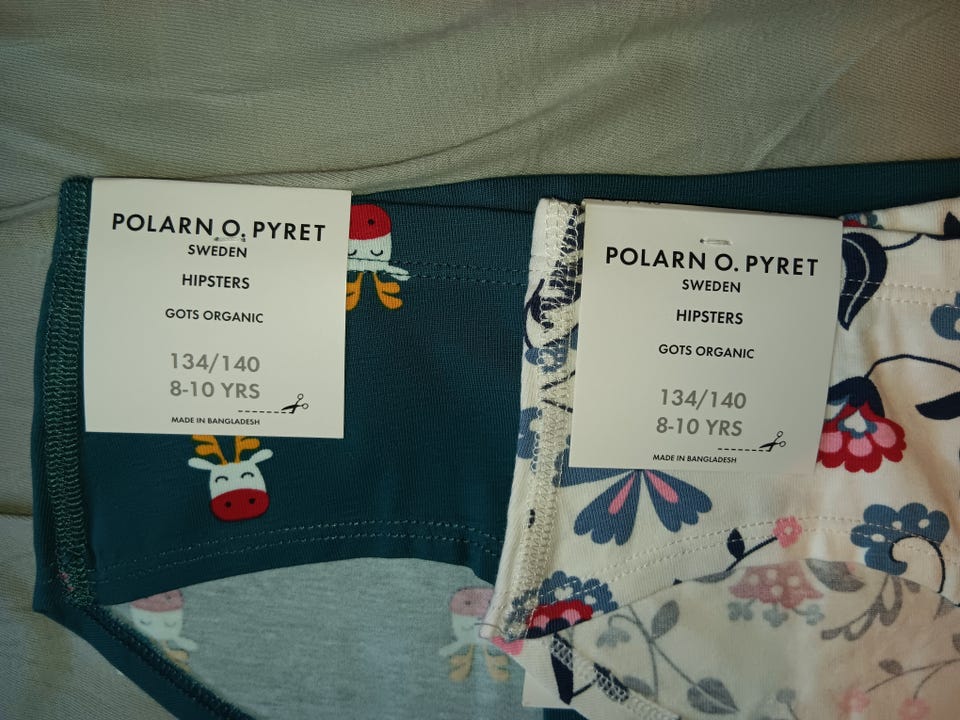 POLARN O. PYRET
SWEDEN
HIPSTERS
GOTS ORGANIC
134/140
8-10 YRS
MADE IN BANGLADESH
POLARN O. PYRET
SWEDEN
HIPSTERS
GOTS ORGANIC
134/140
8-10 YRS
MADE IN BANGLADESH